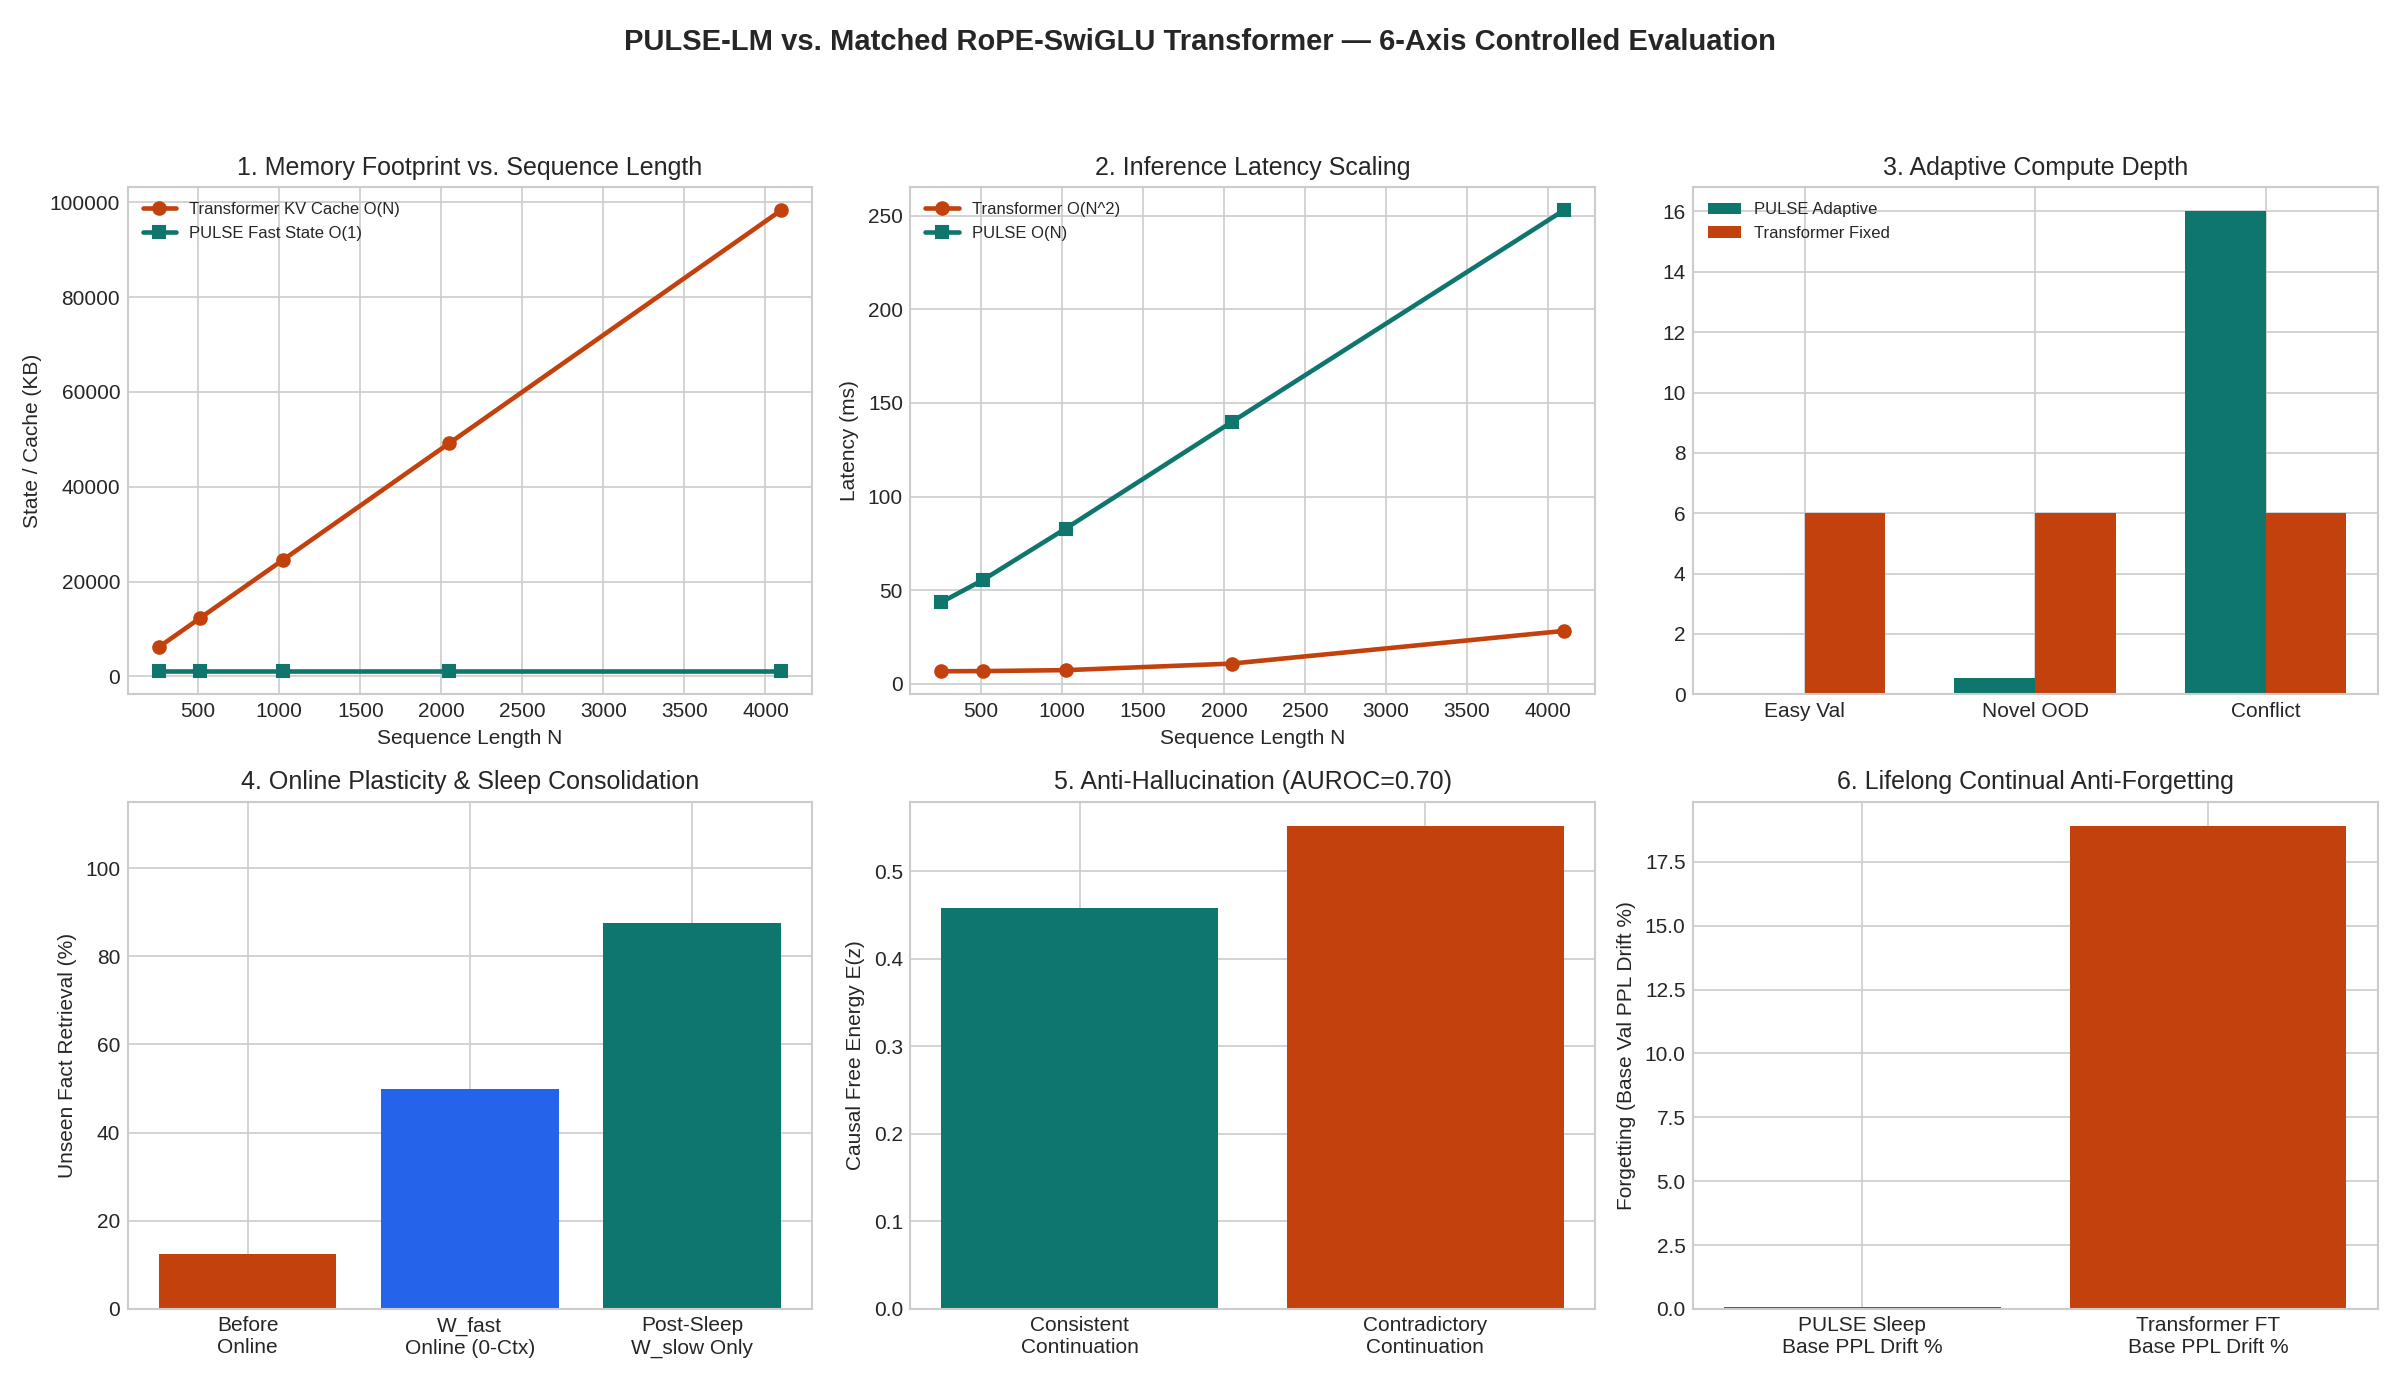 PULSE-LM vs. Matched RoPE-SwiGLU Transformer — 6-Axis Controlled Evaluation
1. Memory Footprint vs. Sequence Length
Transformer KV Cache O(N)
PULSE Fast State O(1)
State / Cache (KB)
100000
80000
60000
40000
20000
0
500 1000 1500 2000 2500 3000 3500 4000
Sequence Length N
2. Inference Latency Scaling
Transformer O(N^2)
PULSE O(N)
Latency (ms)
250
200
150
100
50
0
500 1000 1500 2000 2500 3000 3500 4000
Sequence Length N
3. Adaptive Compute Depth
PULSE Adaptive
Transformer Fixed
16
14
12
10
8
6
4
2
0
Easy Val Novel OOD Conflict
4. Online Plasticity & Sleep Consolidation
Unseen Fact Retrieval (%)
100
80
60
40
20
0
Before
Online
W_fast
Online (0-Ctx)
Post-Sleep
W_slow Only
5. Anti-Hallucination (AUROC=0.70)
Causal Free Energy E(z)
0.5
0.4
0.3
0.2
0.1
0.0
Consistent
Continuation
Contradictory
Continuation
6. Lifelong Continual Anti-Forgetting
Forgetting (Base Val PPL Drift %)
17.5
15.0
12.5
10.0
7.5
5.0
2.5
0.0
PULSE Sleep
Base PPL Drift %
Transformer FT
Base PPL Drift %